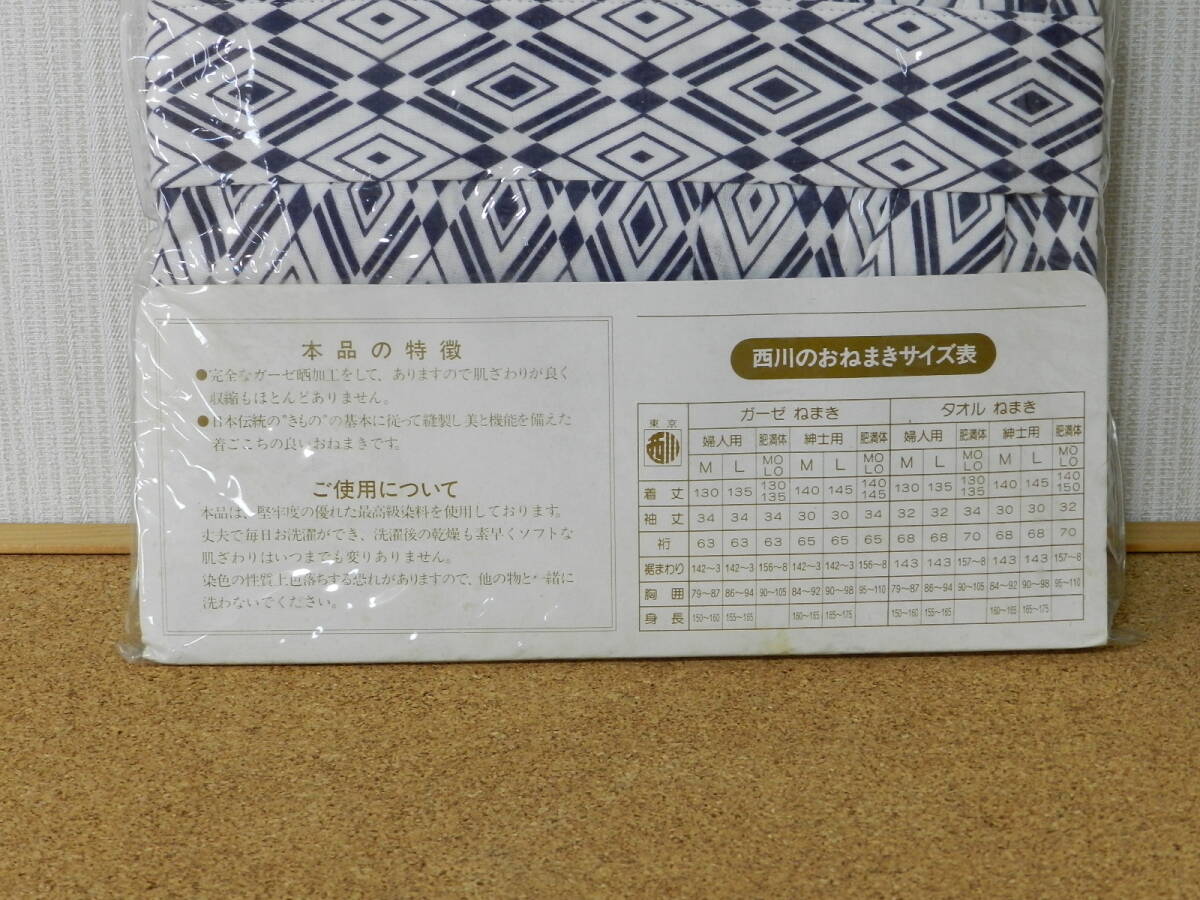 本品の特徴
●完全なガーゼ晒加工をして、ありますので肌ざわりが良く
収縮もほとんどありません。
●日本伝統の"きもの"の基本に従って縫製し美と機能を備えた
着ごこちの良いおねまきです。
ご使用について
本品は、堅牢度の優れた最高級染料を使用しております。
丈夫で毎日お洗濯ができ、洗濯後の乾燥も素早くソフトな
肌ざわりはいつまでも変りありません。
染色の性質上色落ちする恐れがありますので、他の物と一緒に
洗わないでください。
西川のおねまきサイズ表
東京 西川 ガーゼ ねまき タオル ねまき
婦人用 肥満体 紳士用 肥満体 婦人用 肥満体 紳士用 肥満体
M L MO LO M L MO LO M L MO LO M L MO LO
着丈 130 135 130 135 140 145 140 145 130 135 130 135 140 145 140 150
袖丈 34 34 34 30 30 34 32 32 34 30 30 32
裄 63 63 63 65 65 65 68 68 70 68 68 70
裾まわり 142~3 142~3 156~8 142~3 142~3 156~8 143 143 157~8 143 143 157~8
胸囲 79~87 86~94 90~105 84~92 90~98 95~110 79~87 86~94 90~105 84~92 90~98 95~110
身長 150~160 155~165 160~165 165~175 150~160 155~165 160~165 165~175